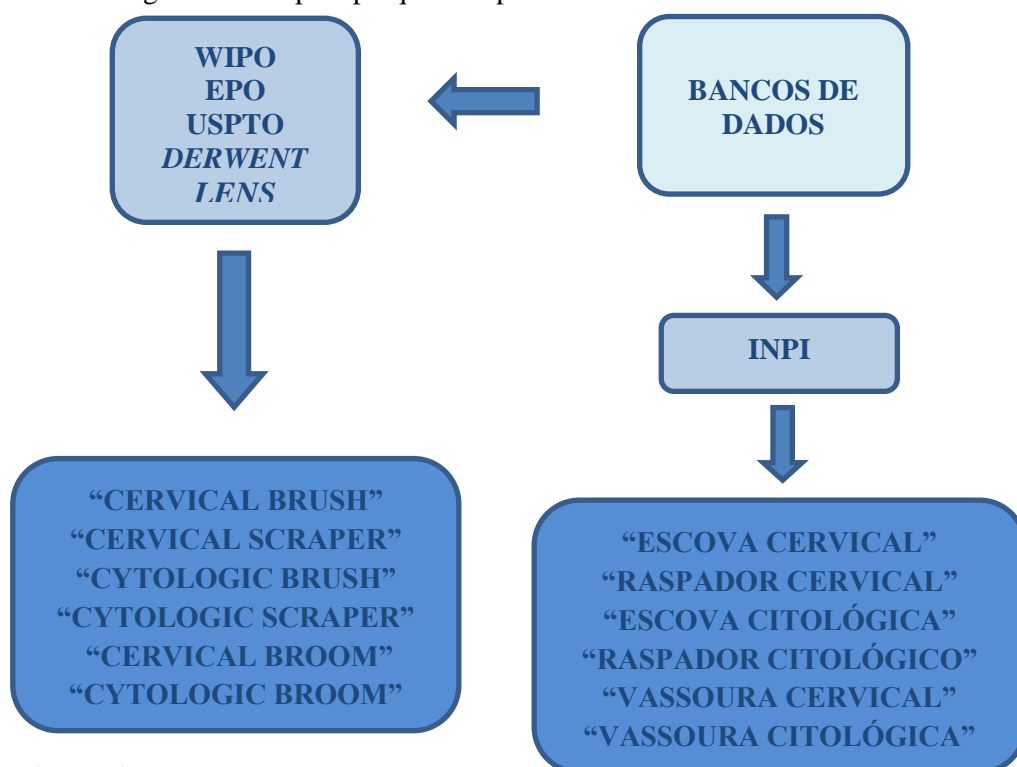 WIPO
EPO
USPTO
DERWENT
LENS
BANCOS DE
DADOS
INPI
“CERVICAL BRUSH”
“CERVICAL SCRAPER”
“CYTOLOGIC BRUSH”
“CYTOLOGIC SCRAPER”
“CERVICAL BROOM”
“CYTOLOGIC BROOM”
“ESCOVA CERVICAL”
“RASPADOR CERVICAL”
“ESCOVA CITOLÓGICA”
“RASPADOR CITOLÓGICO”
“VASSOURA CERVICAL”
“VASSOURA CITOLÓGICA”